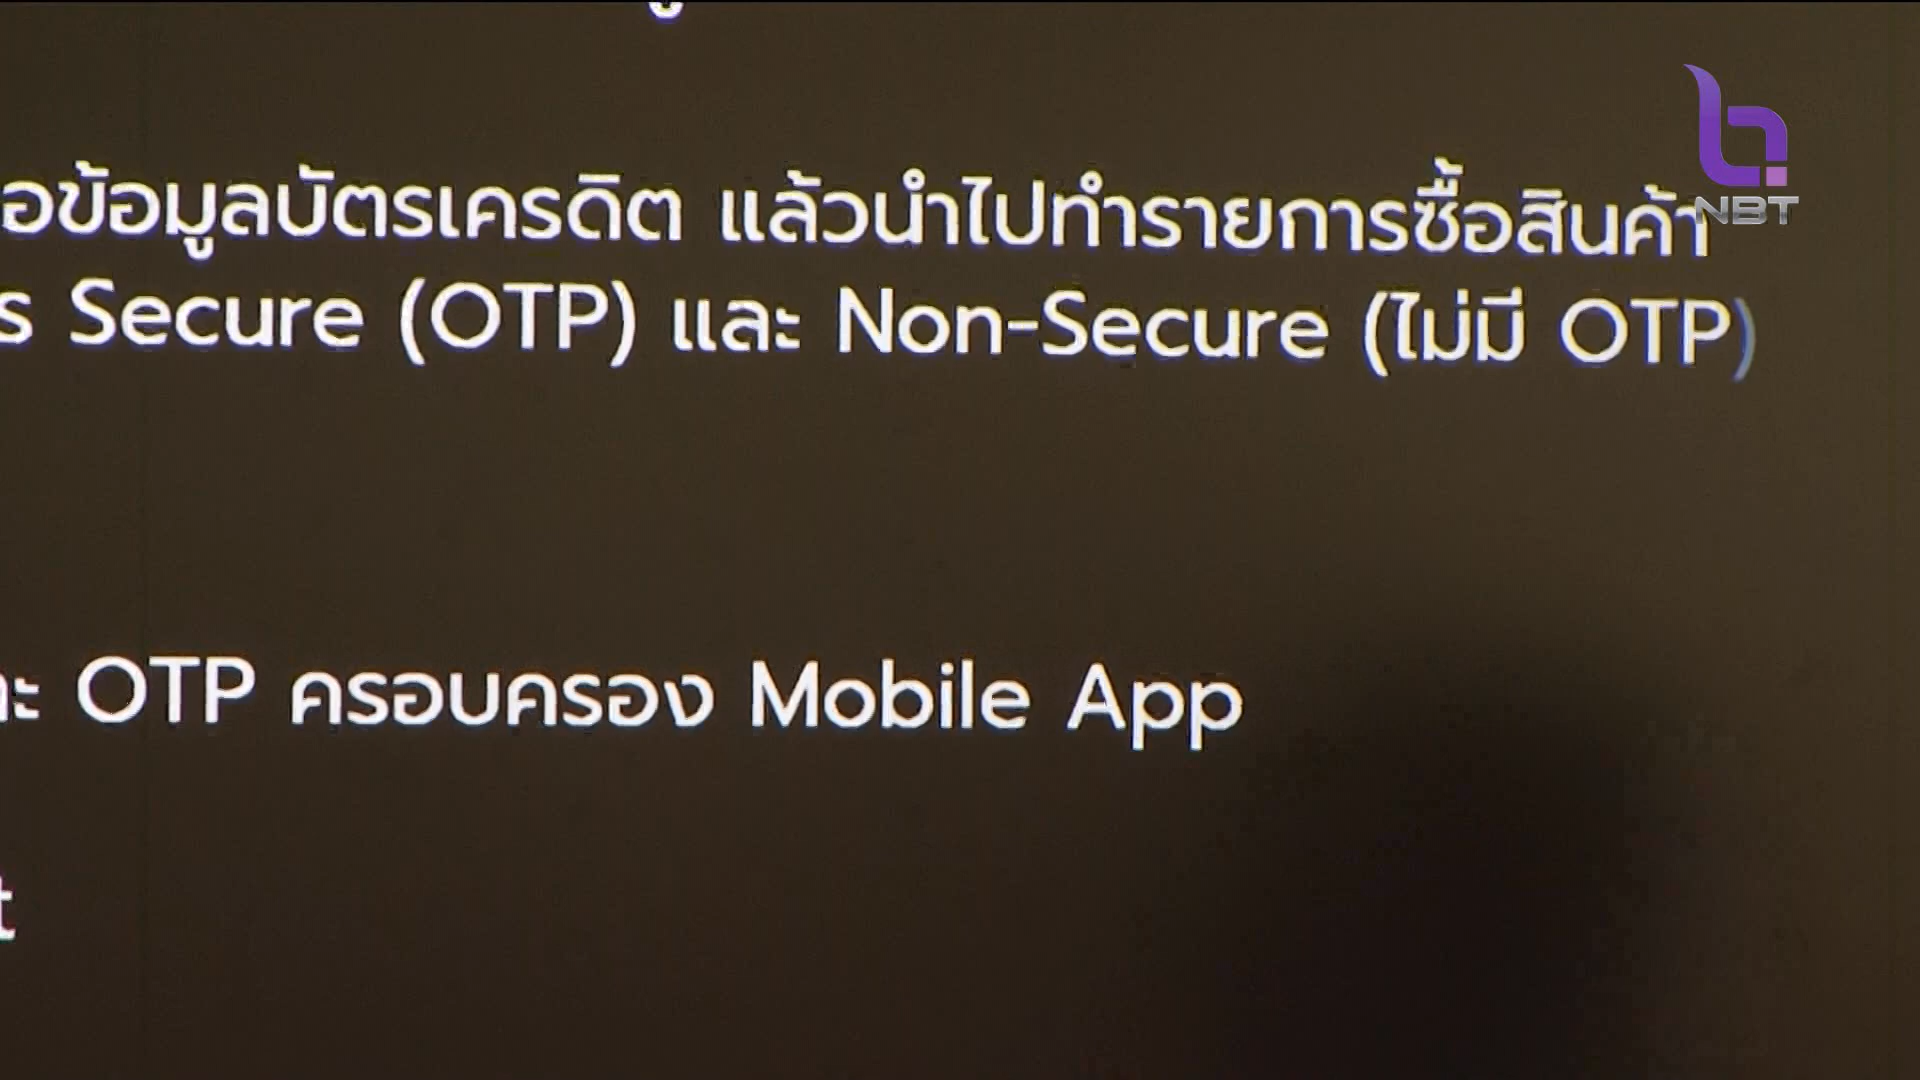 NBT
อข้อมูลบัตรเครดิต แล้วนำไปทำรายการซื้อสินค้า
s Secure (OTP) และ Non-Secure (ไม่มี OTP)
OTP ครอบครอง Mobile App
t